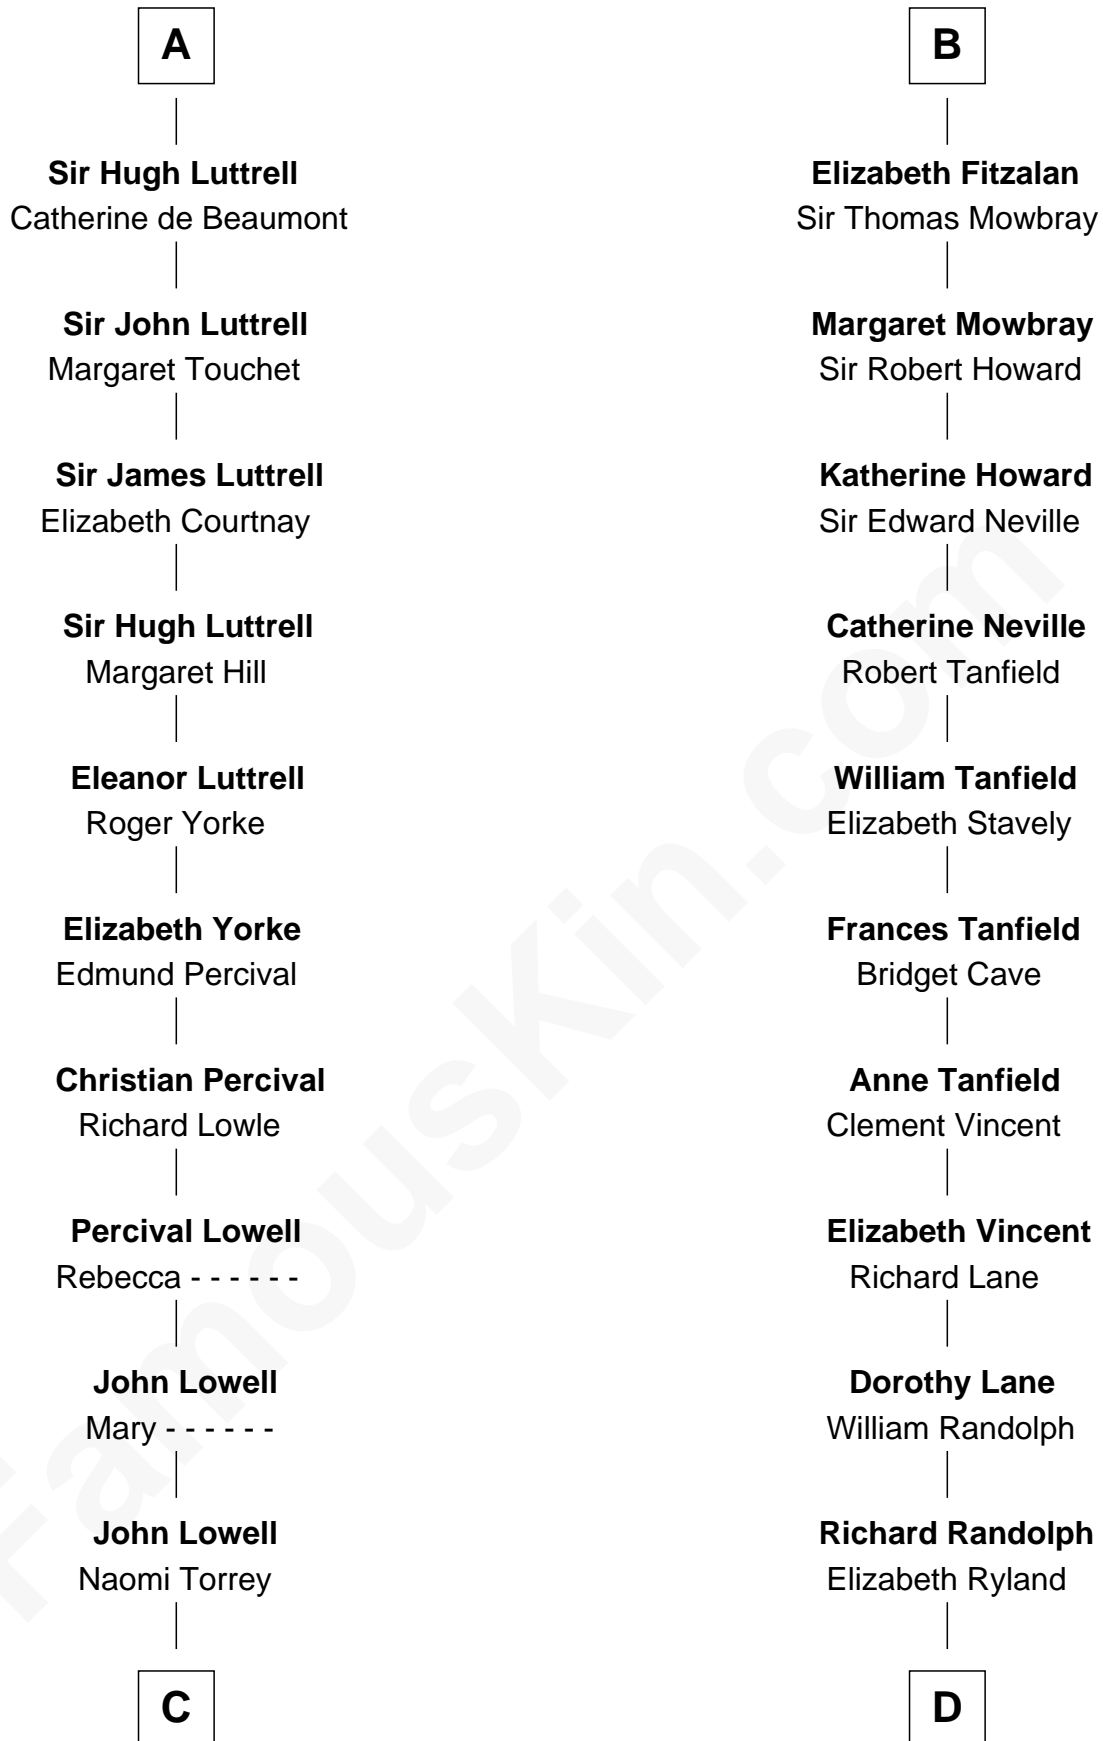 A
Sir Hugh Luttrell
Catherine de Beaumont
Sir John Luttrell
Margaret Touchet
Sir James Luttrell
Elizabeth Courtnay
Sir Hugh Luttrell
Margaret Hill
Eleanor Luttrell
Roger Yorke
Elizabeth Yorke
Edmund Percival
Christian Percival
Richard Lowle
Percival Lowell
Rebecca - - - - - -
John Lowell
Mary - - - - - -
John Lowell
Naomi Torrey
C
B
Elizabeth Fitzalan
Sir Thomas Mowbray
Margaret Mowbray
Sir Robert Howard
Katherine Howard
Sir Edward Neville
Catherine Neville
Robert Tanfield
William Tanfield
Elizabeth Stavely
Frances Tanfield
Bridget Cave
Anne Tanfield
Clement Vincent
Elizabeth Vincent
Richard Lane
Dorothy Lane
William Randolph
Richard Randolph
Elizabeth Ryland
D
FamousKin.com